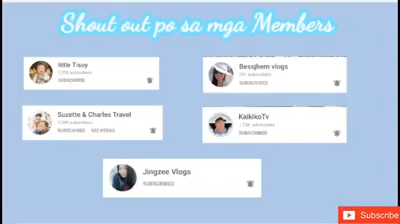 Shout out po sa mga Members
little Tisoy
SUBSCRIBED
Bessjhem vlogs
SUBSCRIBED
Suzette & Charles Travel
SUBSCRIBED
KaikikoTv
SUBSCRIBED
Jingzee Vlogs
SUBSCRIBED
Subscribe